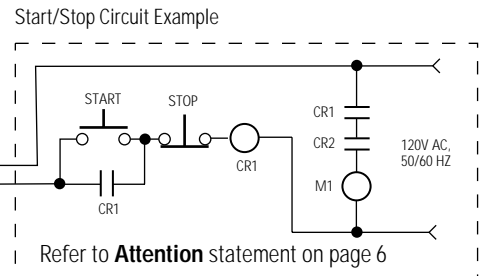 Start/Stop Circuit Example
START
STOP
CR1
CR1
CR1
CR2
M1
120V AC,
50/60 HZ
Refer to Attention statement on page 6